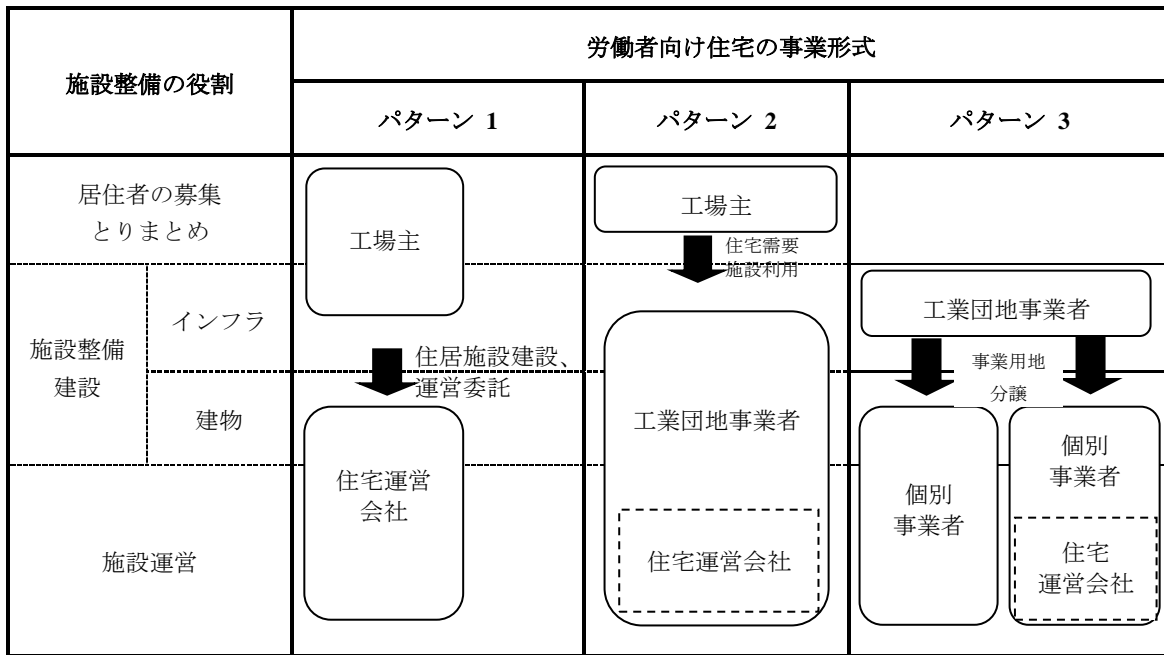 施設整備の役割
労働者向け住宅の事業形式
パターン 1
パターン 2
パターン 3
居住者の募集
とりまとめ
工場主
工場主
住宅需要
施設利用
施設整備
建設
インフラ
工業団地事業者
住居施設建設、
運営委託
事業用地
分譲
建物
工業団地事業者
住宅運営
会社
個別
事業者
個別
事業者
施設運営
住宅運営会社
住宅
運営会社